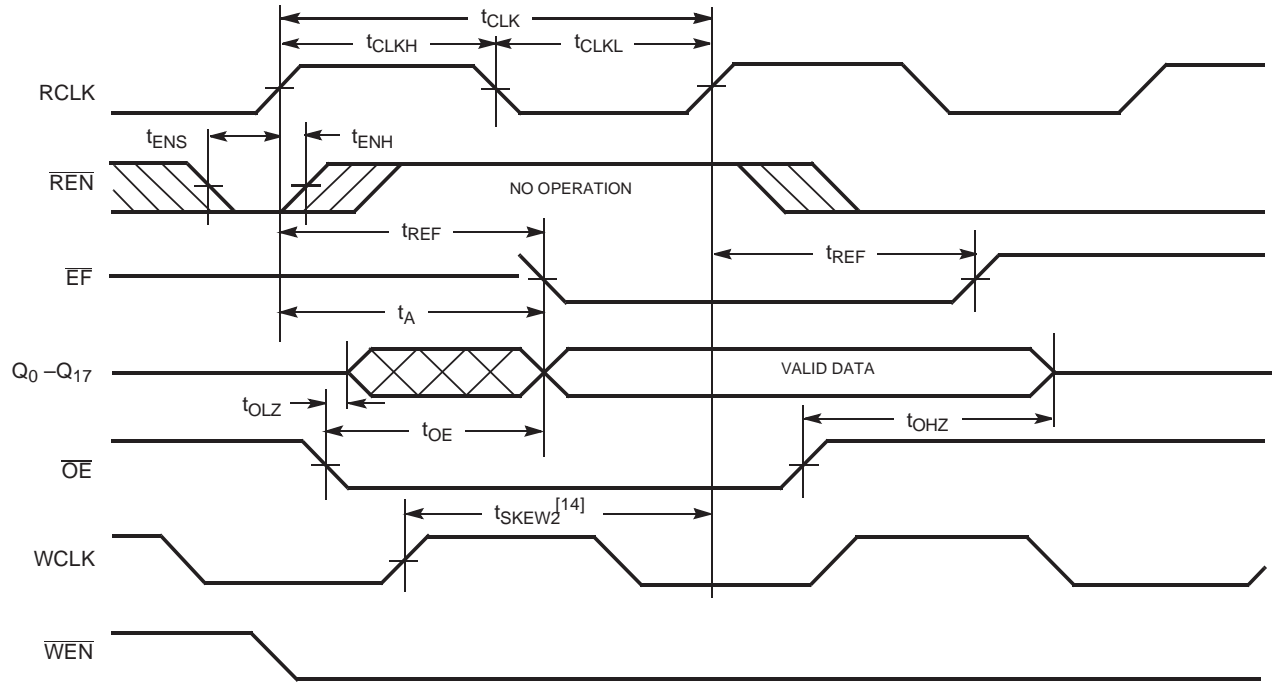 tCLK
tCLKH
tCLKL
RCLK
tENS
tENH
REN
NO OPERATION
tREF
tREF
EF
tA
Q0 –Q17
VALID DATA
tOLZ
tOE
tOHZ
OE
tSKEW2[14]
WCLK
WEN